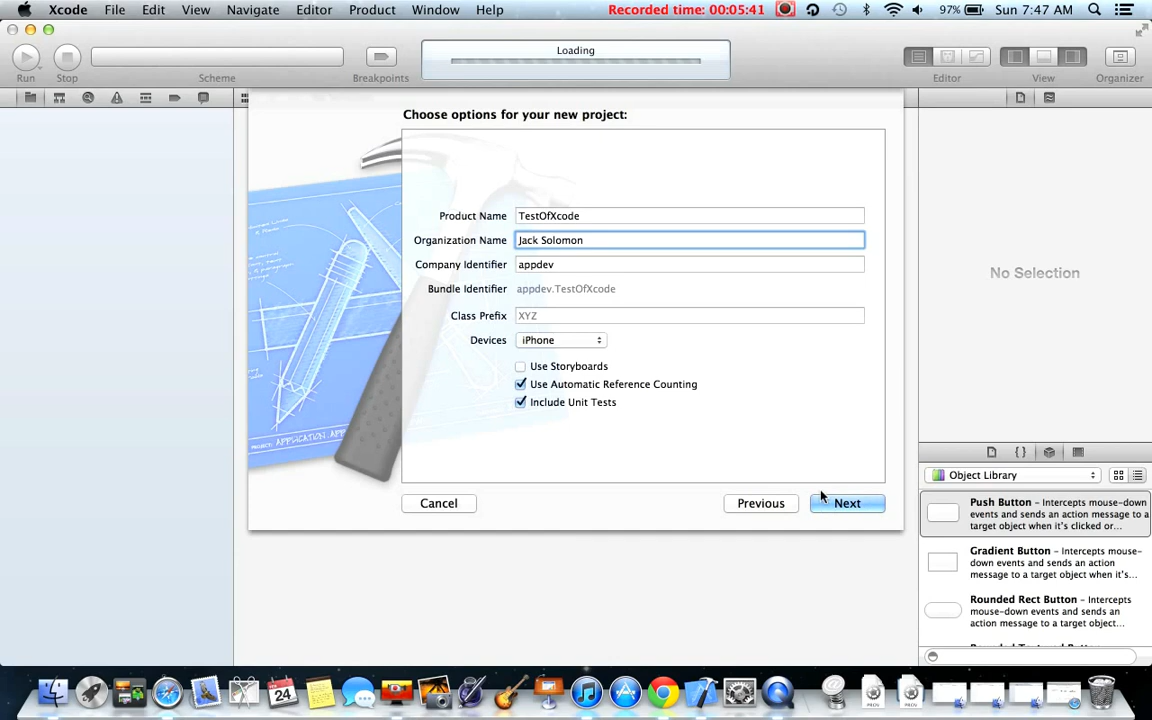 Xcode File Edit View Navigate Editor Product Window Help Recorded time: 00:05:41 97% Sun 7:47 AM
Loading
Run Stop Scheme Breakpoints Editor View Organizer
Choose options for your new project:
Product Name TestOfXcode
Organization Name Jack Solomon
Company Identifier appdev
Bundle Identifier appdev.TestOfXcode
Class Prefix XYZ
Devices iPhone
Use Storyboards
Use Automatic Reference Counting
Include Unit Tests
Cancel Previous Next
No Selection
Object Library
Push Button – Intercepts mouse-down
events and sends an action message to a
target object when it's clicked or...
Gradient Button – Intercepts mouse-
down events and sends an action
message to a target object when it's...
Rounded Rect Button – Intercepts
mouse-down events and sends an
action message to a target object...
24